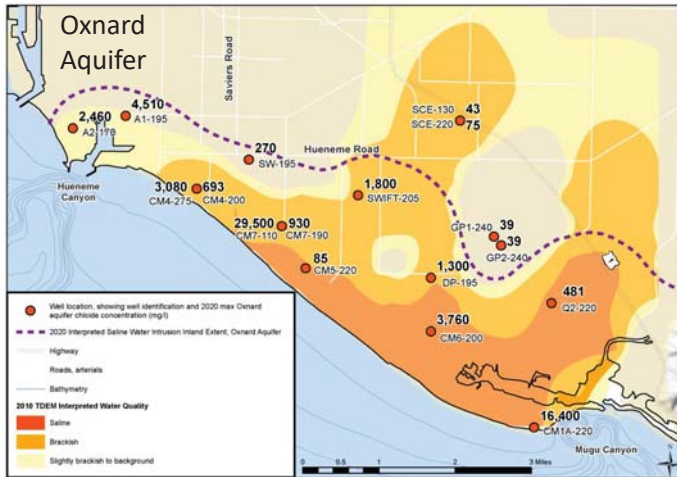 Oxnard
Aquifer
Saviers Road
4,510
A1-195
2,460
A2-170
SCE-130 43
SCE-220 75
270
SW-195
Hueneme Road
Hueneme
Canyon
3,080 693
CM4-275 CM4-200
1,800
SWIFT-205
29,500 930
CM7-110 CM7-190
39
GP1-240
39
GP2-240
85
CM5-220
1,300
DP-195
481
Q2-220
3,760
CM6-200
16,400
CM1A-220
Mugu Canyon
Well location, showing well identification and 2020 max Oxnard
aquifer chloide concentration (mg/l)
2020 Interpreted Saline Water Intrusion Inland Extent, Oxnard Aquifer
Highway
Roads, arterials
Bathymetry
2010 TDEM Interpreted Water Quality
Saline
Brackish
Slightly brackish to background
0 0.5 1 2 3 Miles
N